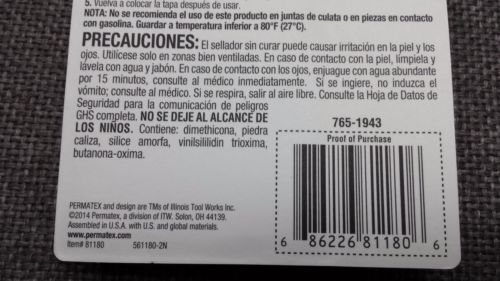 5. Vuelva a colocar la tapa después de usar.
NOTA: No se recomienda el uso de este producto en juntas de culata o en piezas en contacto
con gasolina. Guardar a temperatura inferior a 80°F (27°C).
PRECAUCIONES: El sellador sin curar puede causar irritación en la piel y los
ojos. Utilícese solo en zonas bien ventiladas. En caso de contacto con la piel, límpiela y
lávela con agua y jabón. En caso de contacto con los ojos, enjuague con agua abundante
por 15 minutos, consulte al médico inmediatamente. Si se ingiere, no induzca el
vómito; consulte al médico. Si se respira, salir al aire libre. Consulte la Hoja de Datos de
Seguridad para la comunicación de peligros
GHS completa. NO SE DEJE AL ALCANCE DE
LOS NIÑOS. Contiene: dimethicona, piedra
caliza, silice amorfa, vinilsililidin trioxima,
butanona-oxima.
765-1943
Proof of Purchase
6 86226 81180 6
PERMATEX and design are TMs of Illinois Tool Works Inc.
©2014 Permatex, a division of ITW. Solon, OH 44139.
Assembled in U.S.A. with U.S. and global materials.
www.permatex.com
Item# 81180 561180-2N